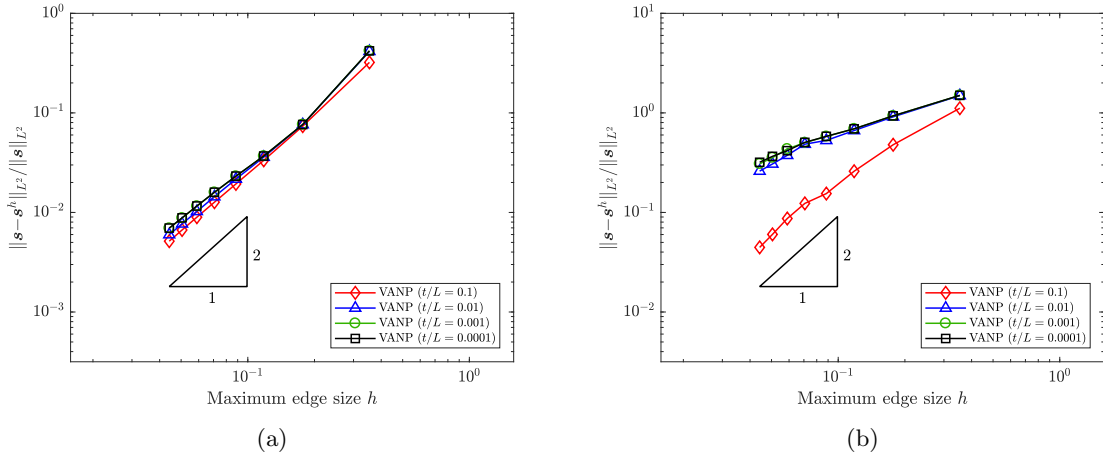 10^0
10^{-1}
10^{-2}
10^{-3}
||s−s^h||_{L^2}/||s||_{L^2}
2
1
VANP (t/L = 0.1)
VANP (t/L = 0.01)
VANP (t/L = 0.001)
VANP (t/L = 0.0001)
10^{-1}
10^0
Maximum edge size h
(a)
10^1
10^0
10^{-1}
10^{-2}
||s−s^h||_{L^2}/||s||_{L^2}
2
1
VANP (t/L = 0.1)
VANP (t/L = 0.01)
VANP (t/L = 0.001)
VANP (t/L = 0.0001)
10^{-1}
10^0
Maximum edge size h
(b)